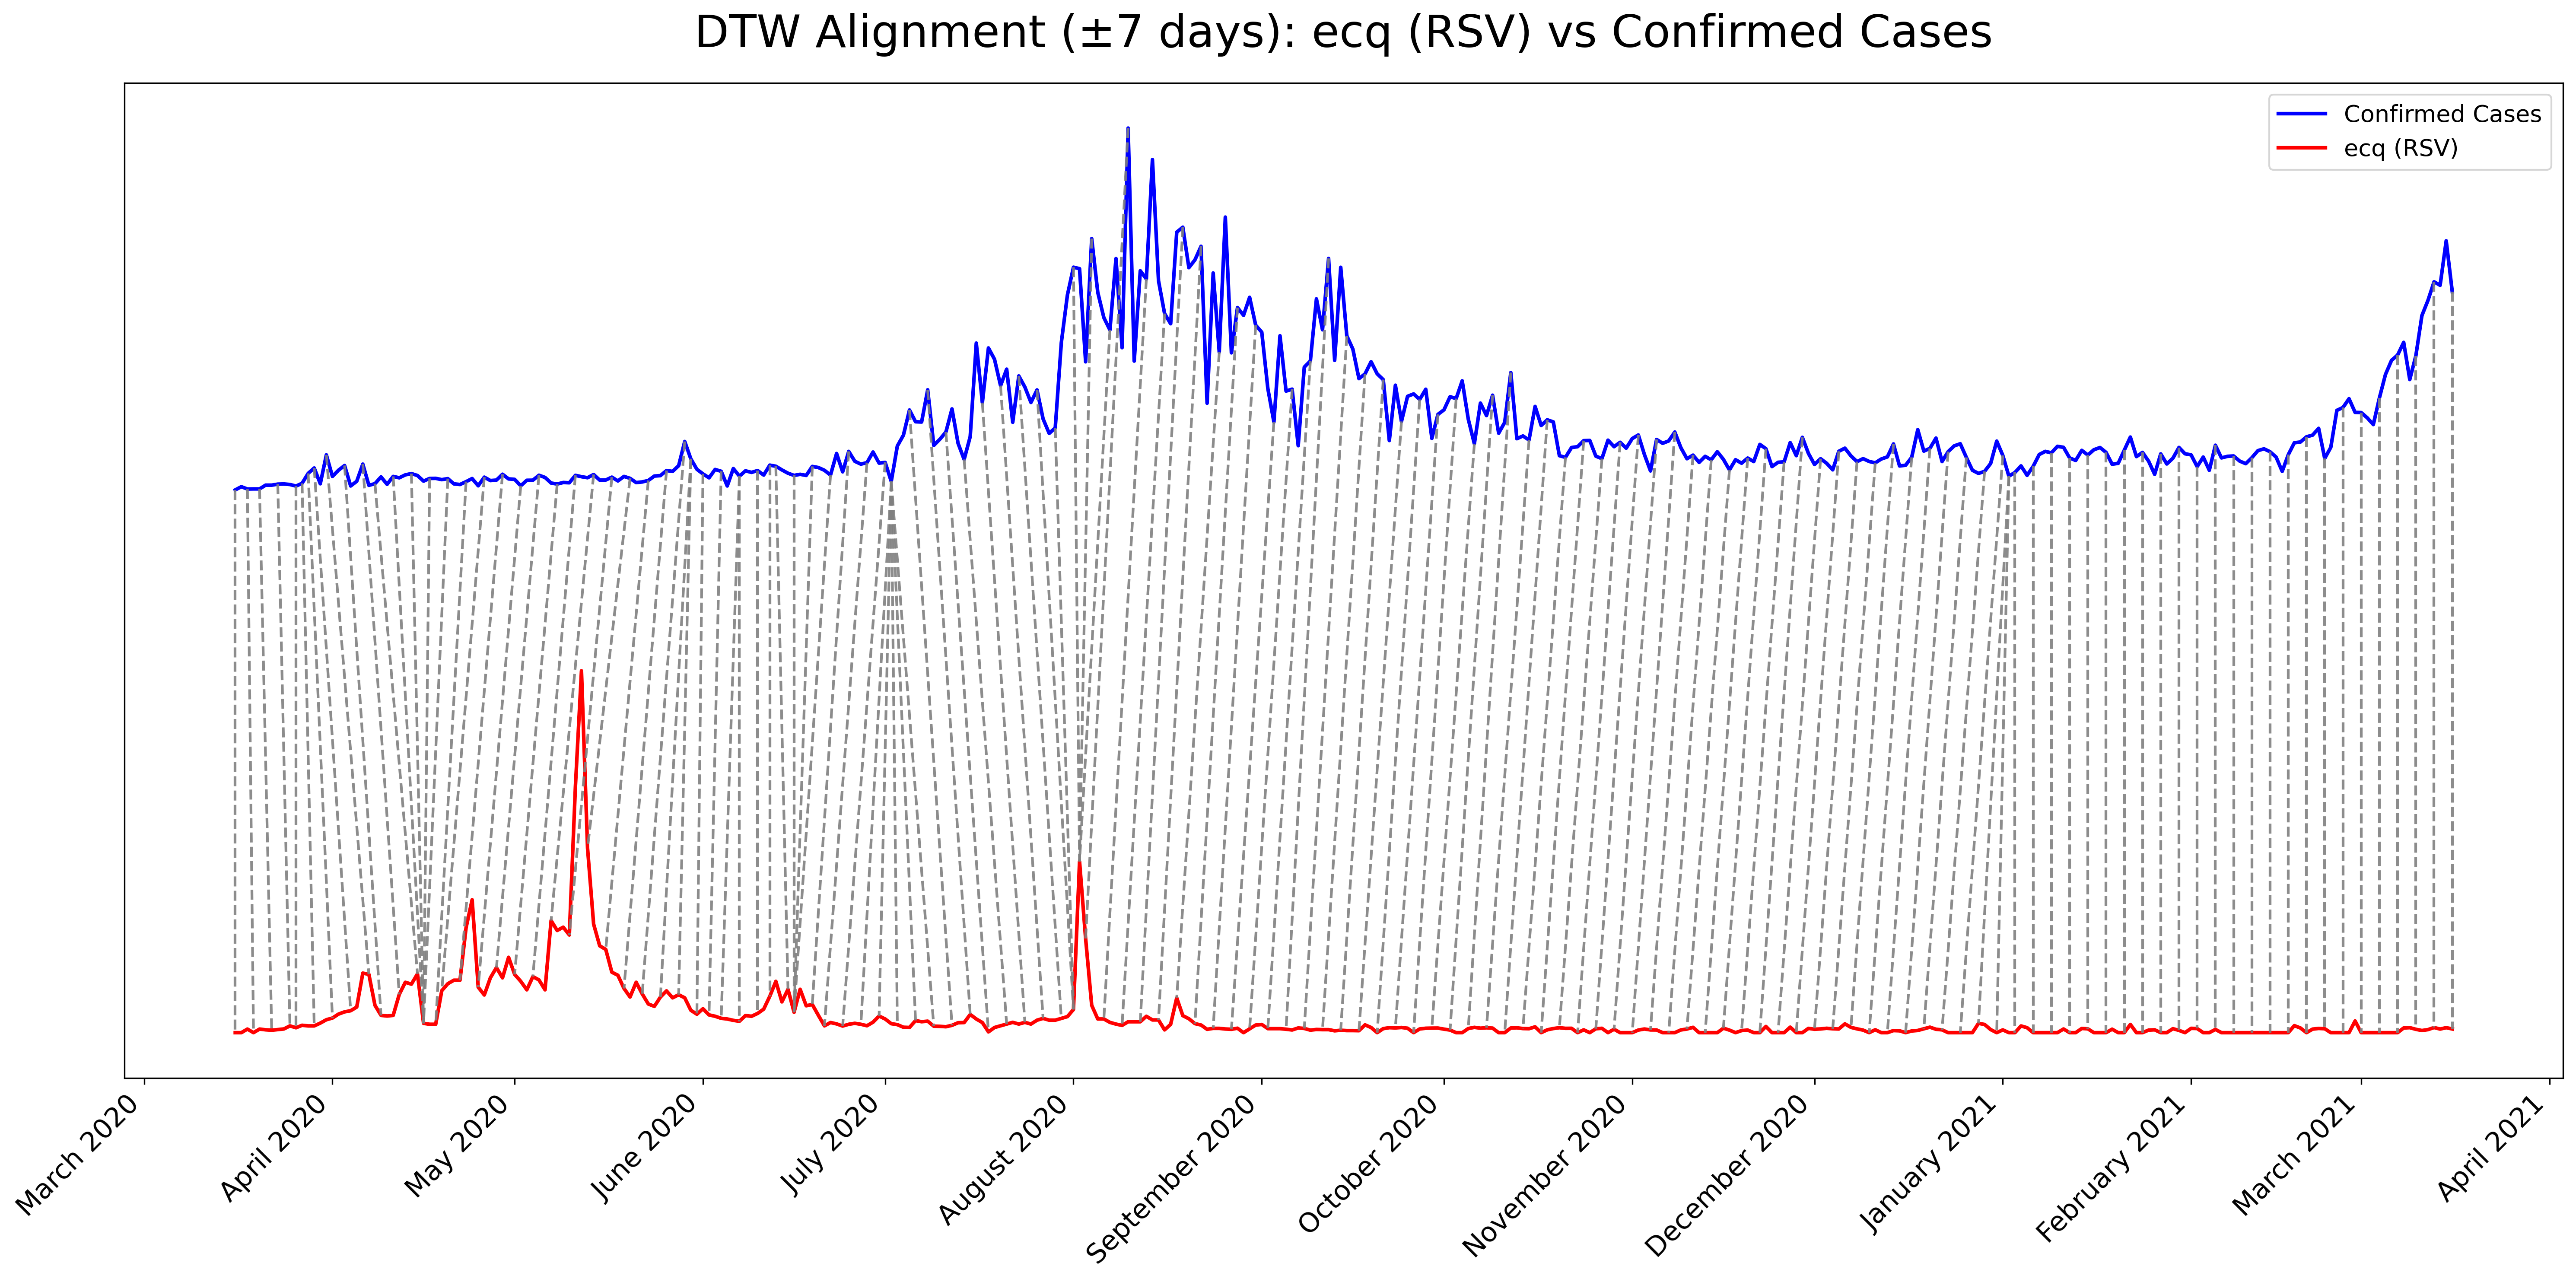 DTW Alignment (±7 days): ecq (RSV) vs Confirmed Cases
Confirmed Cases
ecq (RSV)
March 2020
April 2020
May 2020
June 2020
July 2020
August 2020
September 2020
October 2020
November 2020
December 2020
January 2021
February 2021
March 2021
April 2021